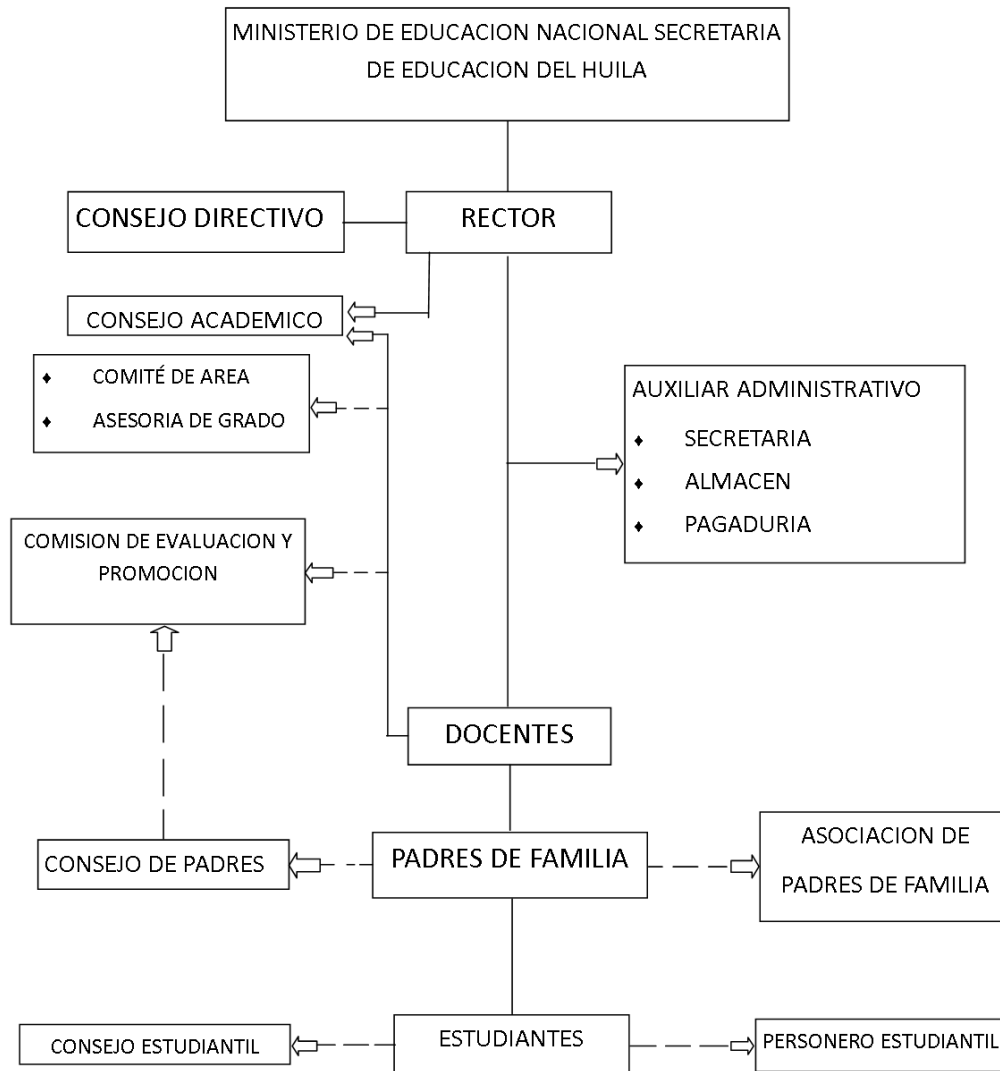 MINISTERIO DE EDUCACION NACIONAL SECRETARIA
DE EDUCACION DEL HUILA
CONSEJO DIRECTIVO
RECTOR
CONSEJO ACADEMICO
♦ COMITÉ DE AREA
♦ ASESORIA DE GRADO
AUXILIAR ADMINISTRATIVO
♦ SECRETARIA
♦ ALMACEN
♦ PAGADURIA
COMISION DE EVALUACION Y
PROMOCION
DOCENTES
CONSEJO DE PADRES
PADRES DE FAMILIA
ASOCIACION DE
PADRES DE FAMILIA
CONSEJO ESTUDIANTIL
ESTUDIANTES
PERSONERO ESTUDIANTIL